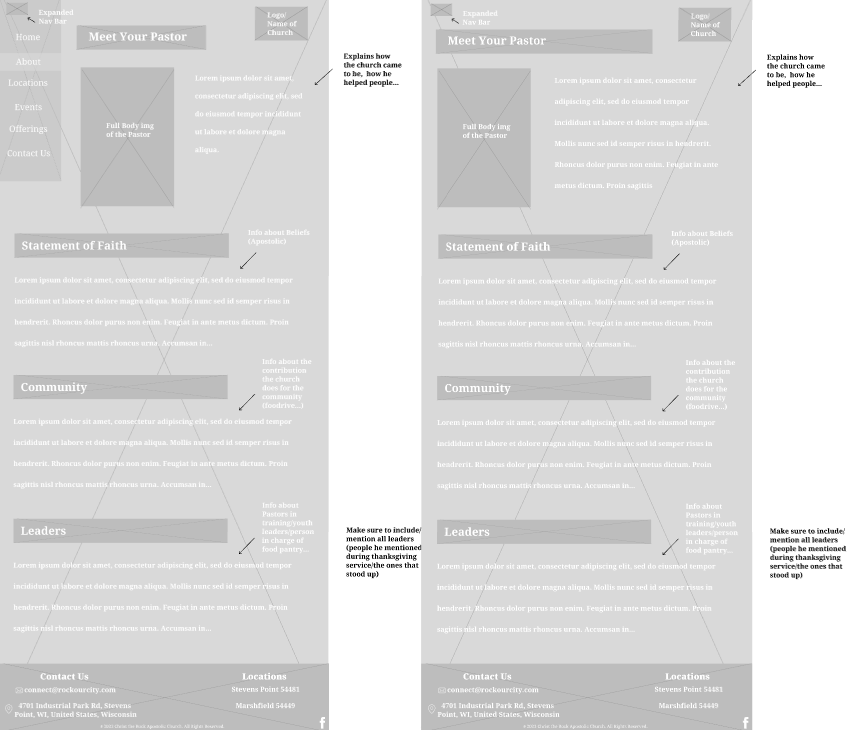 Expanded
Nav Bar
Logo/
Name of
Church
Home
Meet Your Pastor
About
Locations
Events
Offerings
Contact Us
Full Body img
of the Pastor
Lorem ipsum dolor sit amet,
consectetur adipiscing elit, sed
do eiusmod tempor incididunt
ut labore et dolore magna
aliqua.
Explains how
the church came
to be, how he
helped people...
Statement of Faith
Info about Beliefs
(Apostolic)
Lorem ipsum dolor sit amet, consectetur adipiscing elit, sed do eiusmod tempor
incididunt ut labore et dolore magna aliqua. Mollis nunc sed id semper risus in
hendrerit. Rhoncus dolor purus non enim. Feugiat in ante metus dictum. Proin
sagittis nisl rhoncus mattis rhoncus urna. Accumsan in...
Info about the
contribution
the church
does for the
community
(foodrive...)
Community
Lorem ipsum dolor sit amet, consectetur adipiscing elit, sed do eiusmod tempor
incididunt ut labore et dolore magna aliqua. Mollis nunc sed id semper risus in
hendrerit. Rhoncus dolor purus non enim. Feugiat in ante metus dictum. Proin
sagittis nisl rhoncus mattis rhoncus urna. Accumsan in...
Info about
Pastors in
training/youth
leaders/person
in charge of
food pantry...
Leaders
Make sure to include/
mention all leaders
(people he mentioned
during thanksgiving
service/the ones that
stood up)
Lorem ipsum dolor sit amet, consectetur adipiscing elit, sed do eiusmod tempor
incididunt ut labore et dolore magna aliqua. Mollis nunc sed id semper risus in
hendrerit. Rhoncus dolor purus non enim. Feugiat in ante metus dictum. Proin
sagittis nisl rhoncus mattis rhoncus urna. Accumsan in...
Contact Us
connect@rockourcity.com
4701 Industrial Park Rd, Stevens
Point, WI, United States, Wisconsin
Locations
Stevens Point 54481
Marshfield 54449
Church. All Rights Reserved.
Expanded
Nav Bar
Logo/
Name of
Church
Meet Your Pastor
Full Body img
of the Pastor
Lorem ipsum dolor sit amet, consectetur
adipiscing elit, sed do eiusmod tempor
incididunt ut labore et dolore magna aliqua.
Mollis nunc sed id semper risus in hendrerit.
Rhoncus dolor purus non enim. Feugiat in ante
metus dictum. Proin sagittis
Explains how
the church came
to be, how he
helped people...
Statement of Faith
Info about Beliefs
(Apostolic)
Lorem ipsum dolor sit amet, consectetur adipiscing elit, sed do eiusmod tempor
incididunt ut labore et dolore magna aliqua. Mollis nunc sed id semper risus in
hendrerit. Rhoncus dolor purus non enim. Feugiat in ante metus dictum. Proin
sagittis nisl rhoncus mattis rhoncus urna. Accumsan in...
Info about the
contribution
the church
does for the
community
(foodrive...)
Community
Lorem ipsum dolor sit amet, consectetur adipiscing elit, sed do eiusmod tempor
incididunt ut labore et dolore magna aliqua. Mollis nunc sed id semper risus in
hendrerit. Rhoncus dolor purus non enim. Feugiat in ante metus dictum. Proin
sagittis nisl rhoncus mattis rhoncus urna. Accumsan in...
Info about
Pastors in
training/youth
leaders/person
in charge of
food pantry...
Leaders
Make sure to include/
mention all leaders
(people he mentioned
during thanksgiving
service/the ones that
stood up)
Lorem ipsum dolor sit amet, consectetur adipiscing elit, sed do eiusmod tempor
incididunt ut labore et dolore magna aliqua. Mollis nunc sed id semper risus in
hendrerit. Rhoncus dolor purus non enim. Feugiat in ante metus dictum. Proin
sagittis nisl rhoncus mattis rhoncus urna. Accumsan in...
Contact Us
connect@rockourcity.com
4701 Industrial Park Rd, Stevens
Point, WI, United States, Wisconsin
Locations
Stevens Point 54481
Marshfield 54449
Church. All Rights Reserved.